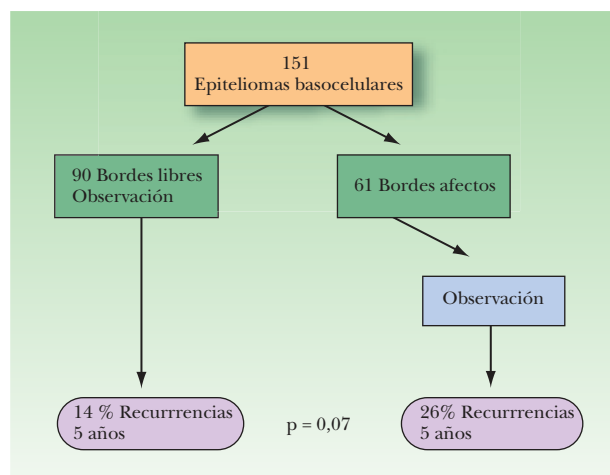 151
Epiteliomas basocelulares
90 Bordes libres
Observación
61 Bordes afectos
Observación
14 % Recurrrencias
5 años
p = 0,07
26% Recurrrencias
5 años